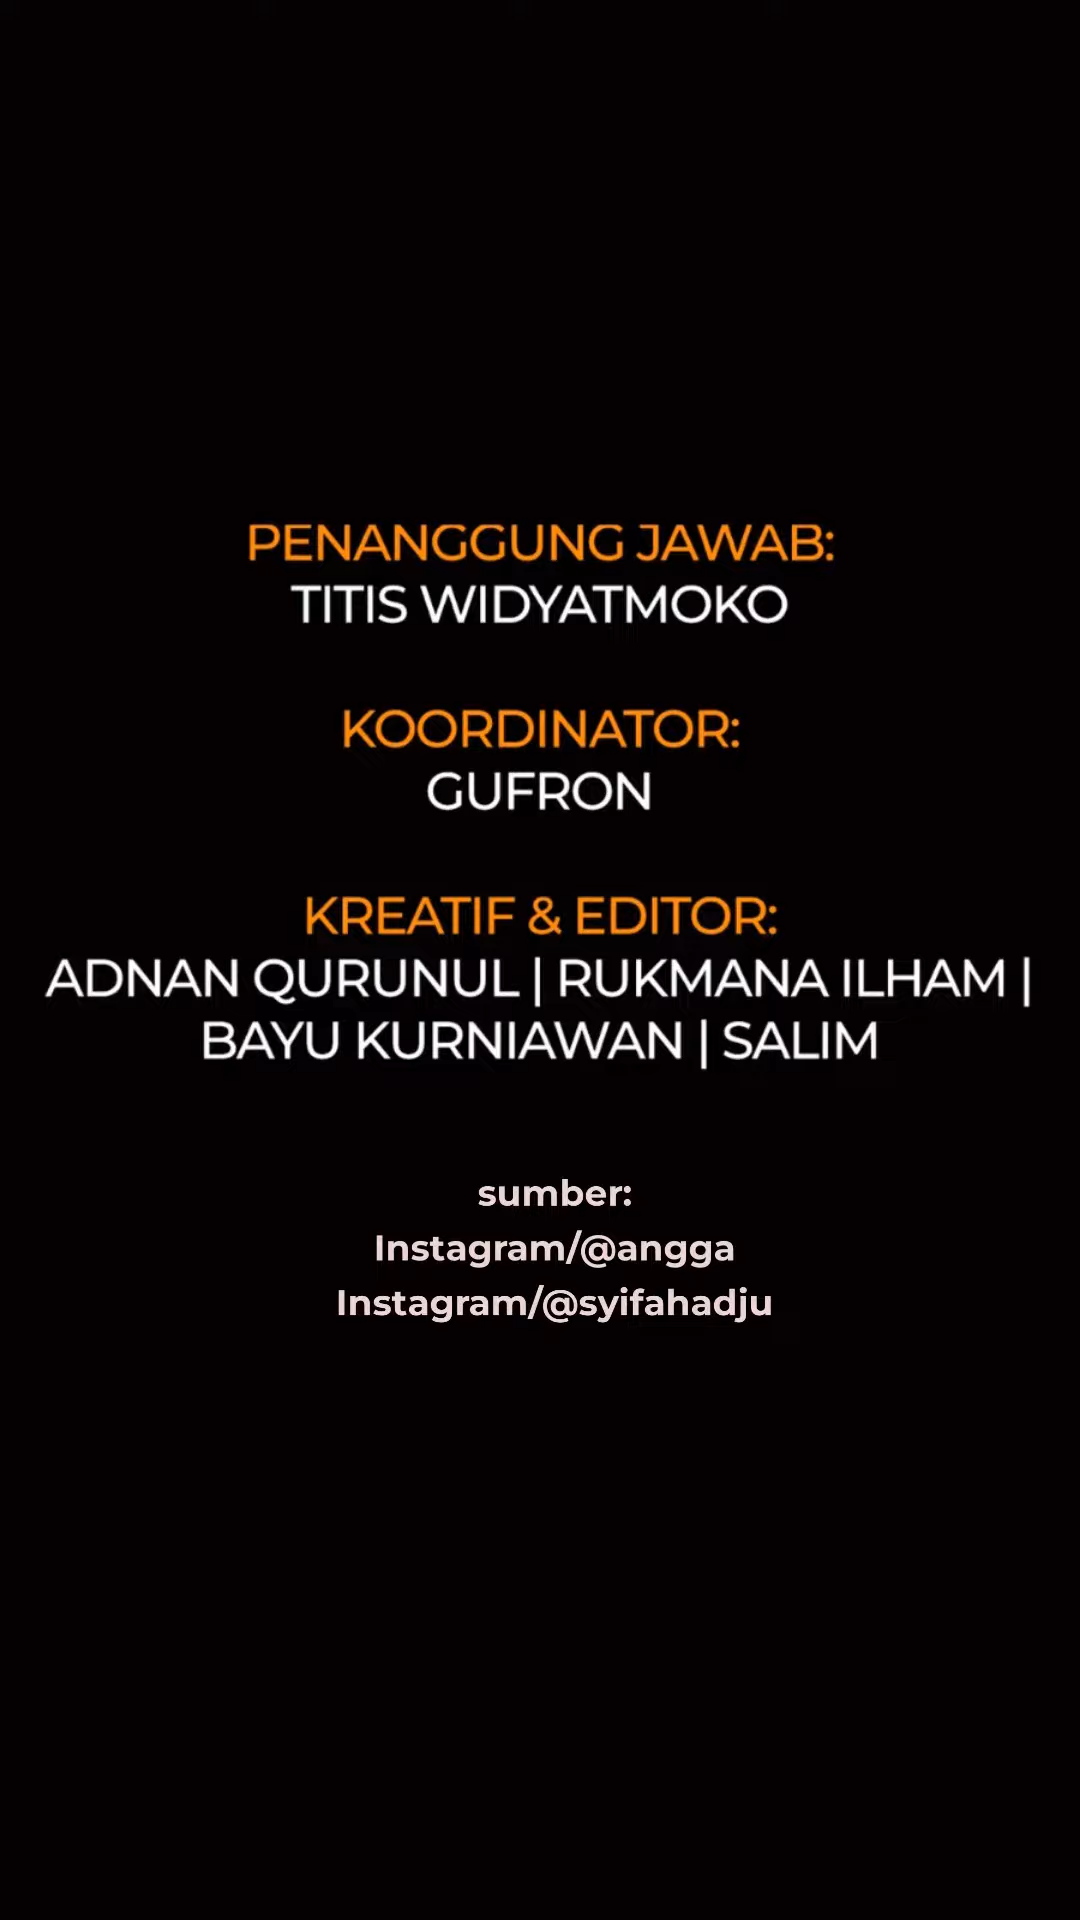 PENANGGUNG JAWAB:
TITIS WIDYATMOKO
KOORDINATOR:
GUFRON
KREATIF & EDITOR:
ADNAN QURUNUL | RUKMANA ILHAM |
BAYU KURNIAWAN | SALIM
sumber:
Instagram/@angga
Instagram/@syifahadju